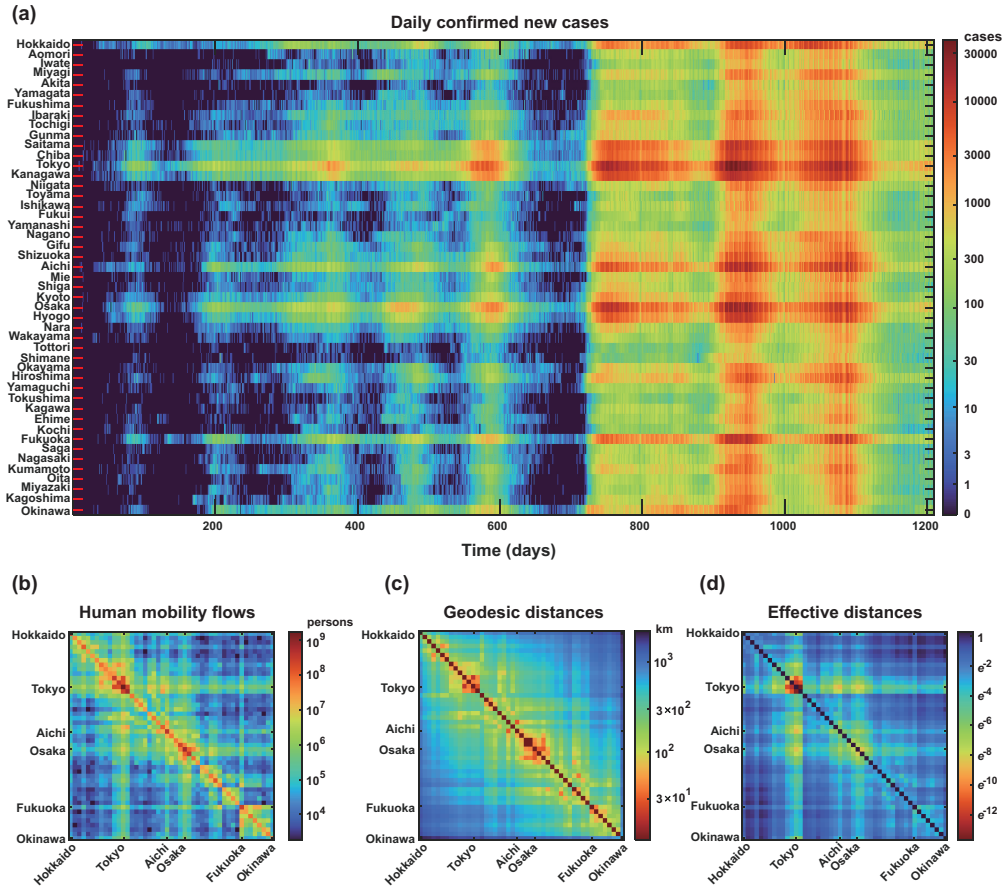 (a)
Daily confirmed new cases
cases
Hokkaido
Aomori
Iwate
Miyagi
Akita
Yamagata
Fukushima
Ibaraki
Tochigi
Gunma
Saitama
Chiba
Tokyo
Kanagawa
Niigata
Toyama
Ishikawa
Fukui
Yamanashi
Nagano
Gifu
Shizuoka
Aichi
Mie
Shiga
Kyoto
Osaka
Hyogo
Nara
Wakayama
Tottori
Shimane
Okayama
Hiroshima
Yamaguchi
Tokushima
Kagawa
Ehime
Kochi
Fukuoka
Saga
Nagasaki
Kumamoto
Oita
Miyazaki
Kagoshima
Okinawa
30000
10000
3000
1000
300
100
30
10
3
1
0
200 400 600 800 1000 1200
Time (days)
(b)
Human mobility flows
persons
Hokkaido
Tokyo
Aichi
Osaka
Fukuoka
Okinawa
10⁹
10⁸
10⁷
10⁶
10⁵
10⁴
Hokkaido Tokyo Aichi Osaka Fukuoka Okinawa
(c)
Geodesic distances
km
Hokkaido
Tokyo
Aichi
Osaka
Fukuoka
Okinawa
10³
3×10²
10²
3×10¹
Hokkaido Tokyo Aichi Osaka Fukuoka Okinawa
(d)
Effective distances
Hokkaido
Tokyo
Aichi
Osaka
Fukuoka
Okinawa
1
e⁻²
e⁻⁴
e⁻⁶
e⁻⁸
e⁻¹⁰
e⁻¹²
Hokkaido Tokyo Aichi Osaka Fukuoka Okinawa